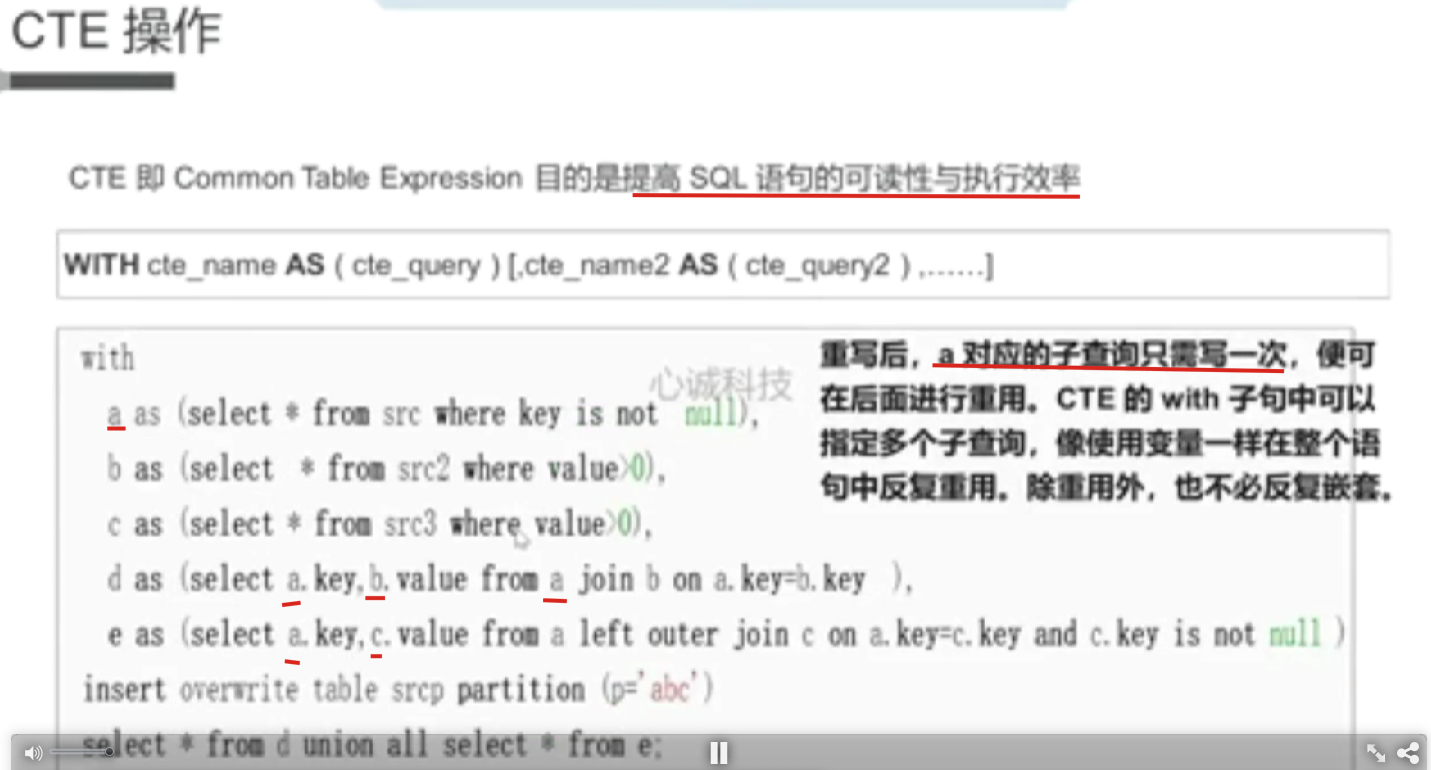 CTE 操作
CTE 即 Common Table Expression 目的是提高 SQL 语句的可读性与执行效率
WITH cte_name AS ( cte_query ) [,cte_name2 AS ( cte_query2 ) ,……]
with
a as (select * from src where key is not null),
b as (select * from src2 where value>0),
c as (select * from src3 where value>0),
d as (select a.key,b.value from a join b on a.key=b.key ),
e as (select a.key,c.value from a left outer join c on a.key=c.key and c.key is not null )
insert overwrite table srcp partition (p='abc')
select * from d union all select * from e;
重写后，a 对应的子查询只需写一次，便可
在后面进行重用。CTE 的 with 子句中可以
指定多个子查询，像使用变量一样在整个语
句中反复重用。除重用外，也不必反复嵌套。
心诚科技